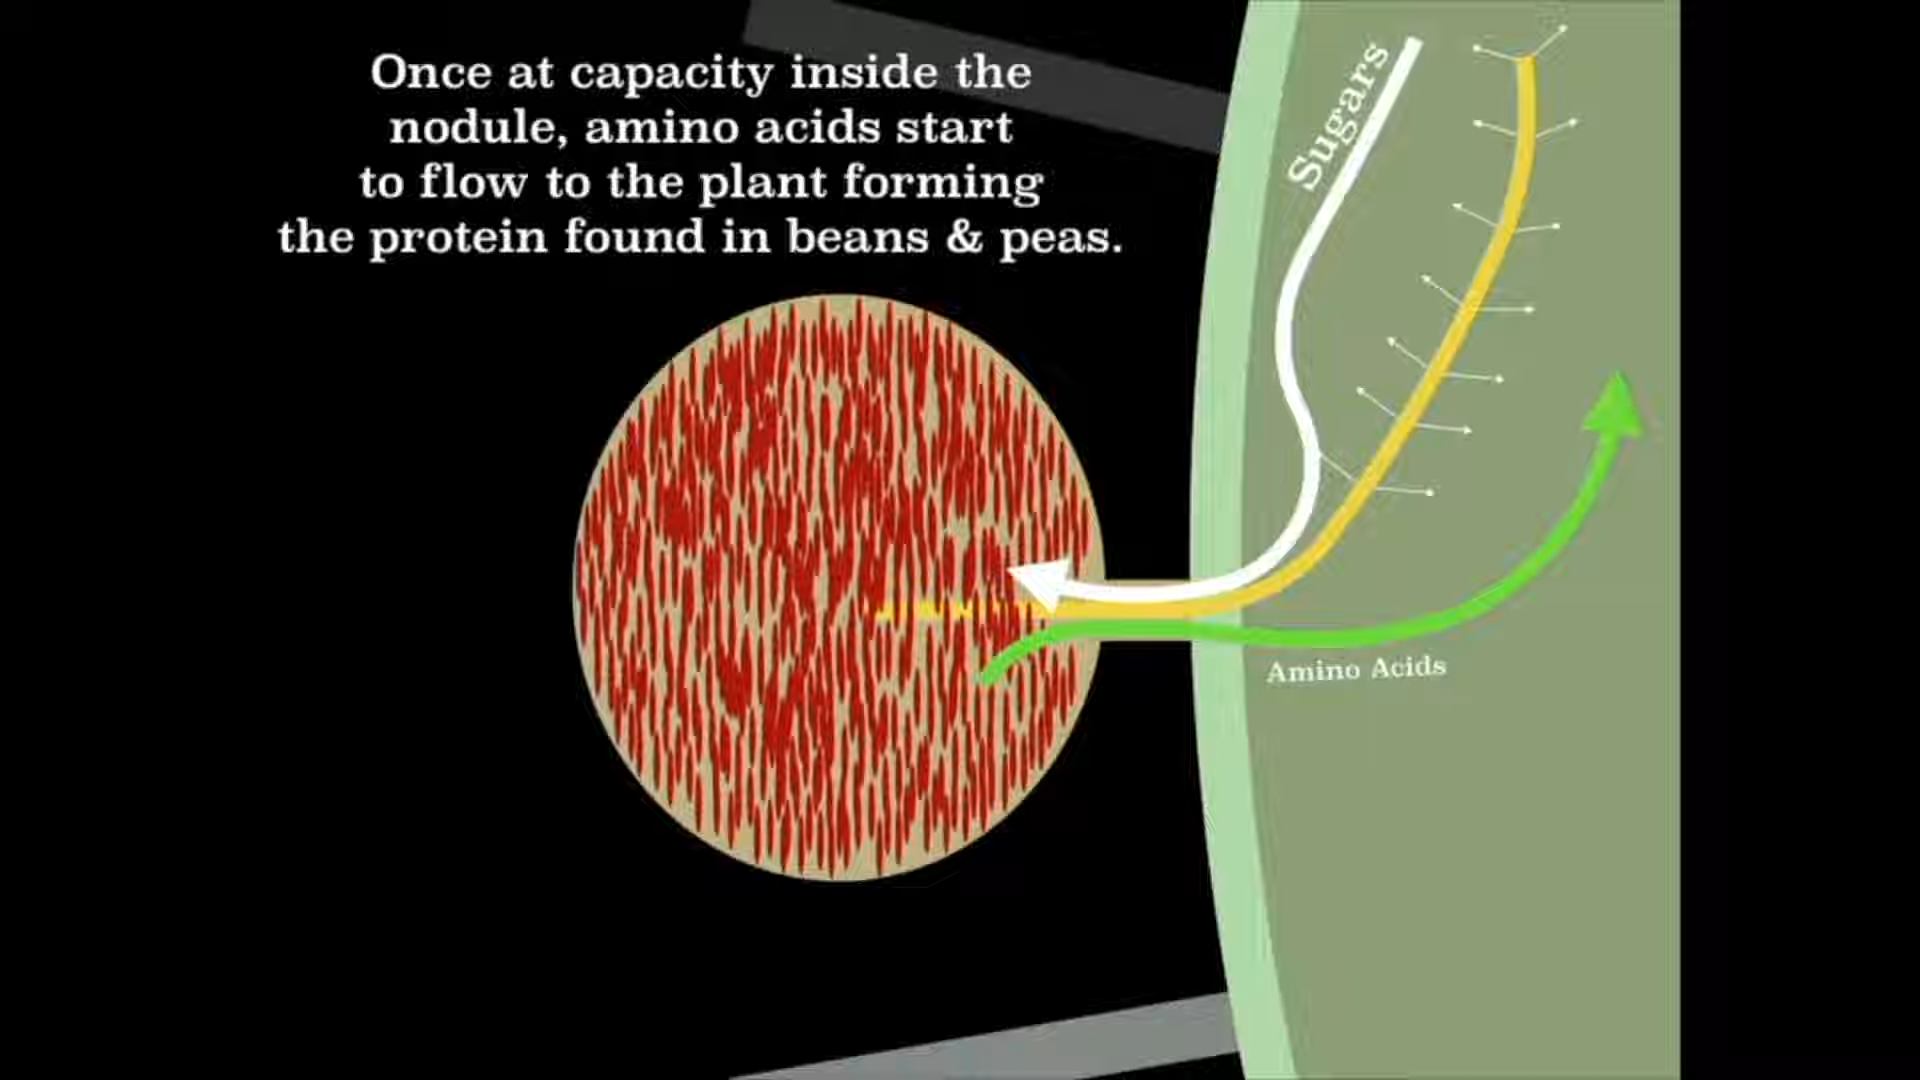 Once at capacity inside the
nodule, amino acids start
to flow to the plant forming
the protein found in beans & peas.
Sugars
Amino Acids